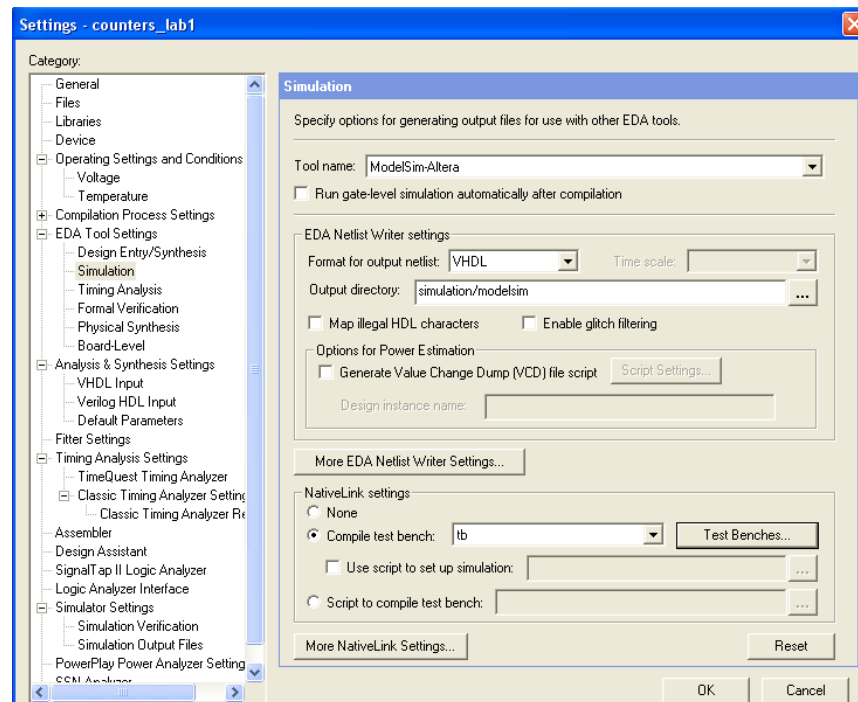 Settings - counters_lab1
Category:
General
Files
Libraries
Device
Operating Settings and Conditions
Voltage
Temperature
Compilation Process Settings
EDA Tool Settings
Design Entry/Synthesis
Simulation
Timing Analysis
Formal Verification
Physical Synthesis
Board-Level
Analysis & Synthesis Settings
VHDL Input
Verilog HDL Input
Default Parameters
Fitter Settings
Timing Analysis Settings
TimeQuest Timing Analyzer
Classic Timing Analyzer Setting
Classic Timing Analyzer Re
Assembler
Design Assistant
SignalTap II Logic Analyzer
Logic Analyzer Interface
Simulator Settings
Simulation Verification
Simulation Output Files
PowerPlay Power Analyzer Setting
SSN Analyzer
Simulation
Specify options for generating output files for use with other EDA tools.
Tool name: ModelSim-Altera
Run gate-level simulation automatically after compilation
EDA Netlist Writer settings
Format for output netlist: VHDL Time scale:
Output directory: simulation/modelsim ...
Map illegal HDL characters Enable glitch filtering
Options for Power Estimation
Generate Value Change Dump (VCD) file script Script Settings...
Design instance name:
More EDA Netlist Writer Settings...
NativeLink settings
None
Compile test bench: tb Test Benches...
Use script to set up simulation: ...
Script to compile test bench: ...
More NativeLink Settings... Reset
OK Cancel